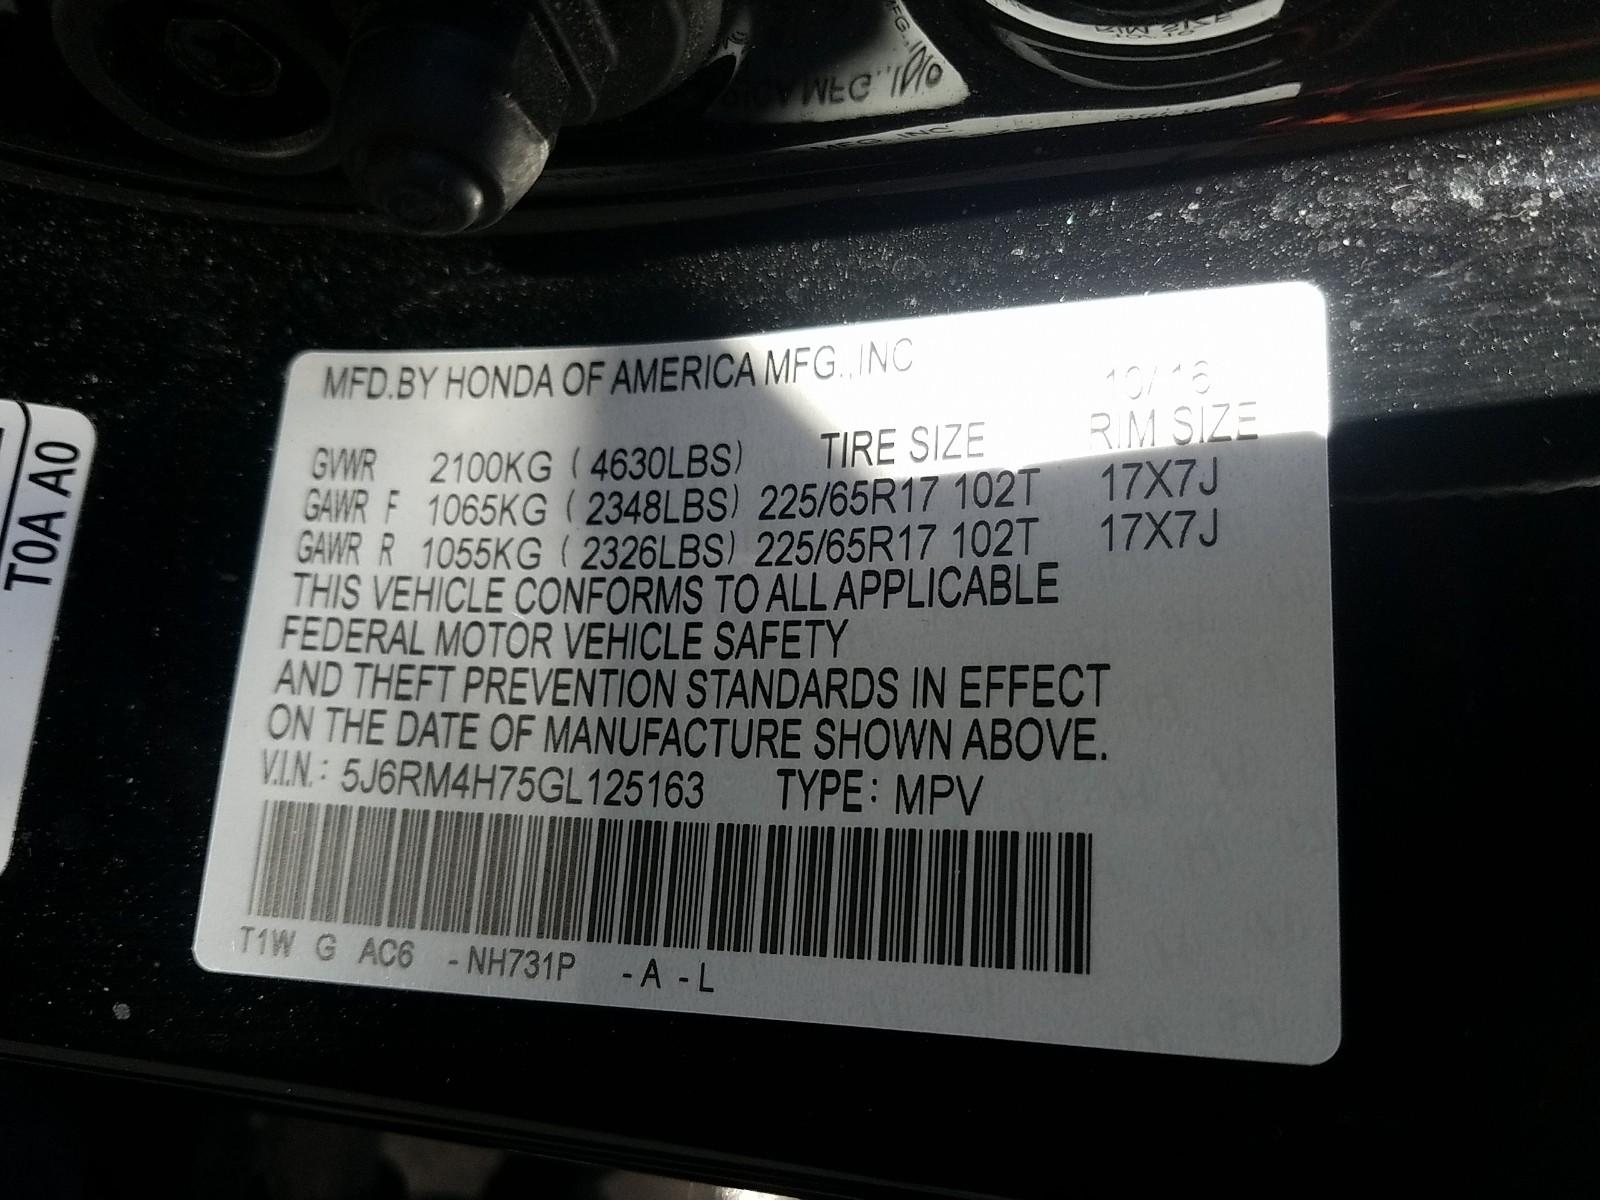 MFD.BY HONDA OF AMERICA MFG.,INC
10/16
TIRE SIZE RIM SIZE
GVWR 2100KG ( 4630LBS)
GAWR F 1065KG ( 2348LBS) 225/65R17 102T 17X7J
GAWR R 1055KG ( 2326LBS) 225/65R17 102T 17X7J
THIS VEHICLE CONFORMS TO ALL APPLICABLE
FEDERAL MOTOR VEHICLE SAFETY
AND THEFT PREVENTION STANDARDS IN EFFECT
ON THE DATE OF MANUFACTURE SHOWN ABOVE.
V.I.N.: 5J6RM4H75GL125163 TYPE: MPV
T1W G AC6 -NH731P -A -L
T0A A0